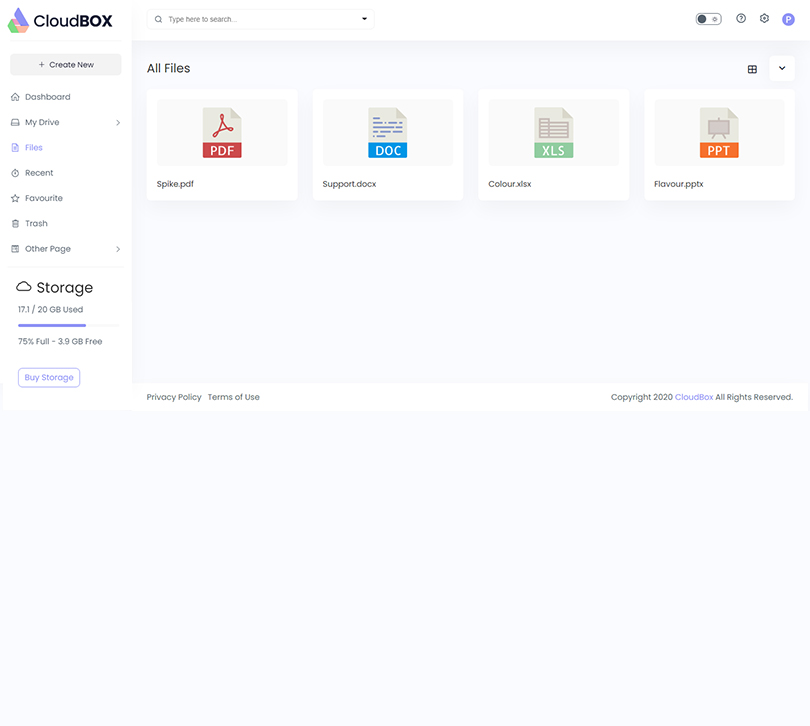 CloudBOX
Type here to search...
P
+ Create New
All Files
Dashboard
My Drive
Files
Recent
Favourite
Trash
Other Page
PDF
DOC
XLS
PPT
Spike.pdf
Support.docx
Colour.xlsx
Flavour.pptx
Storage
17.1 / 20 GB Used
75% Full - 3.9 GB Free
Buy Storage
Privacy Policy Terms of Use
Copyright 2020 CloudBox All Rights Reserved.